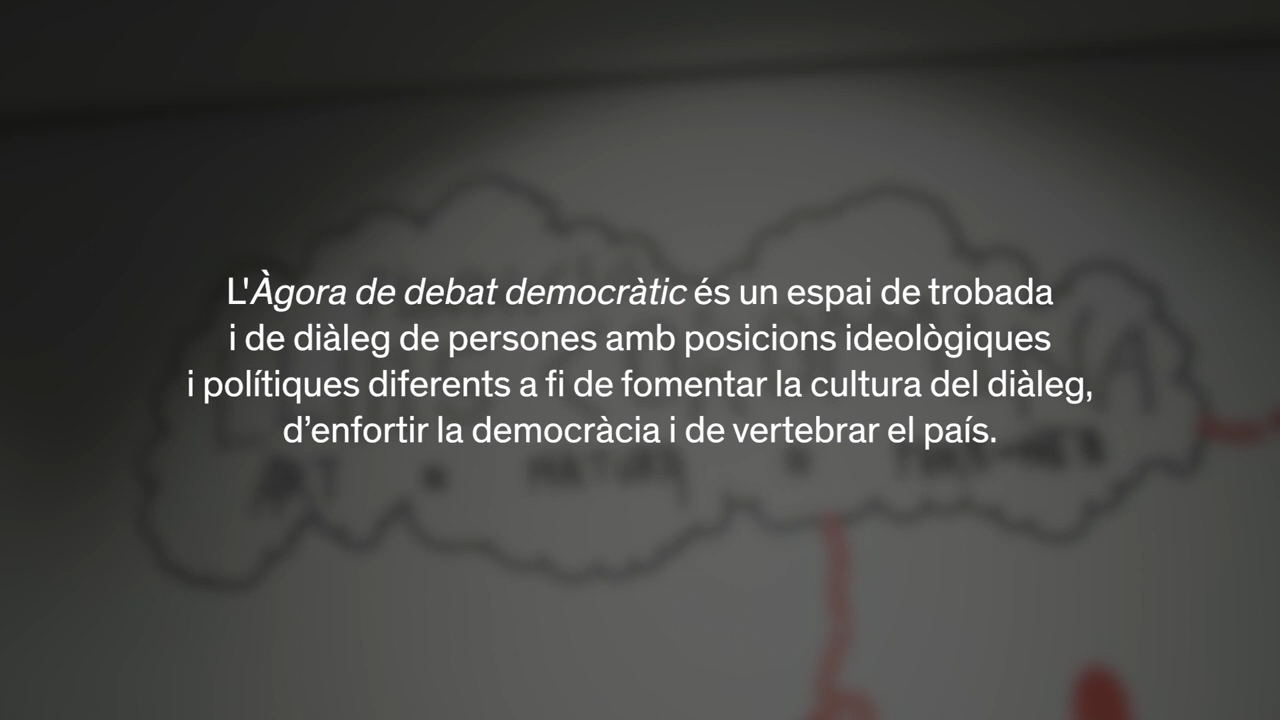 L'Àgora de debat democràtic és un espai de trobada
i de diàleg de persones amb posicions ideològiques
i polítiques diferents a fi de fomentar la cultura del diàleg,
d’enfortir la democràcia i de vertebrar el país.